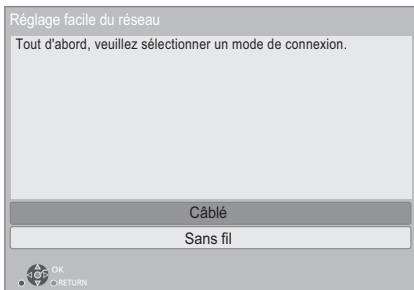 Réglage facile du réseau
Tout d'abord, veuillez sélectionner un mode de connexion.
Câblé
Sans fil
OK
RETURN